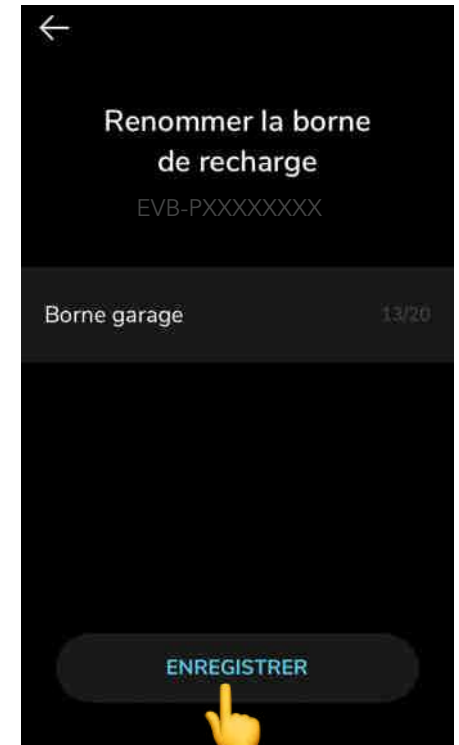 Renommer la borne
de recharge
EVB-PXXXXXXXX
Borne garage 13/20
ENREGISTRER